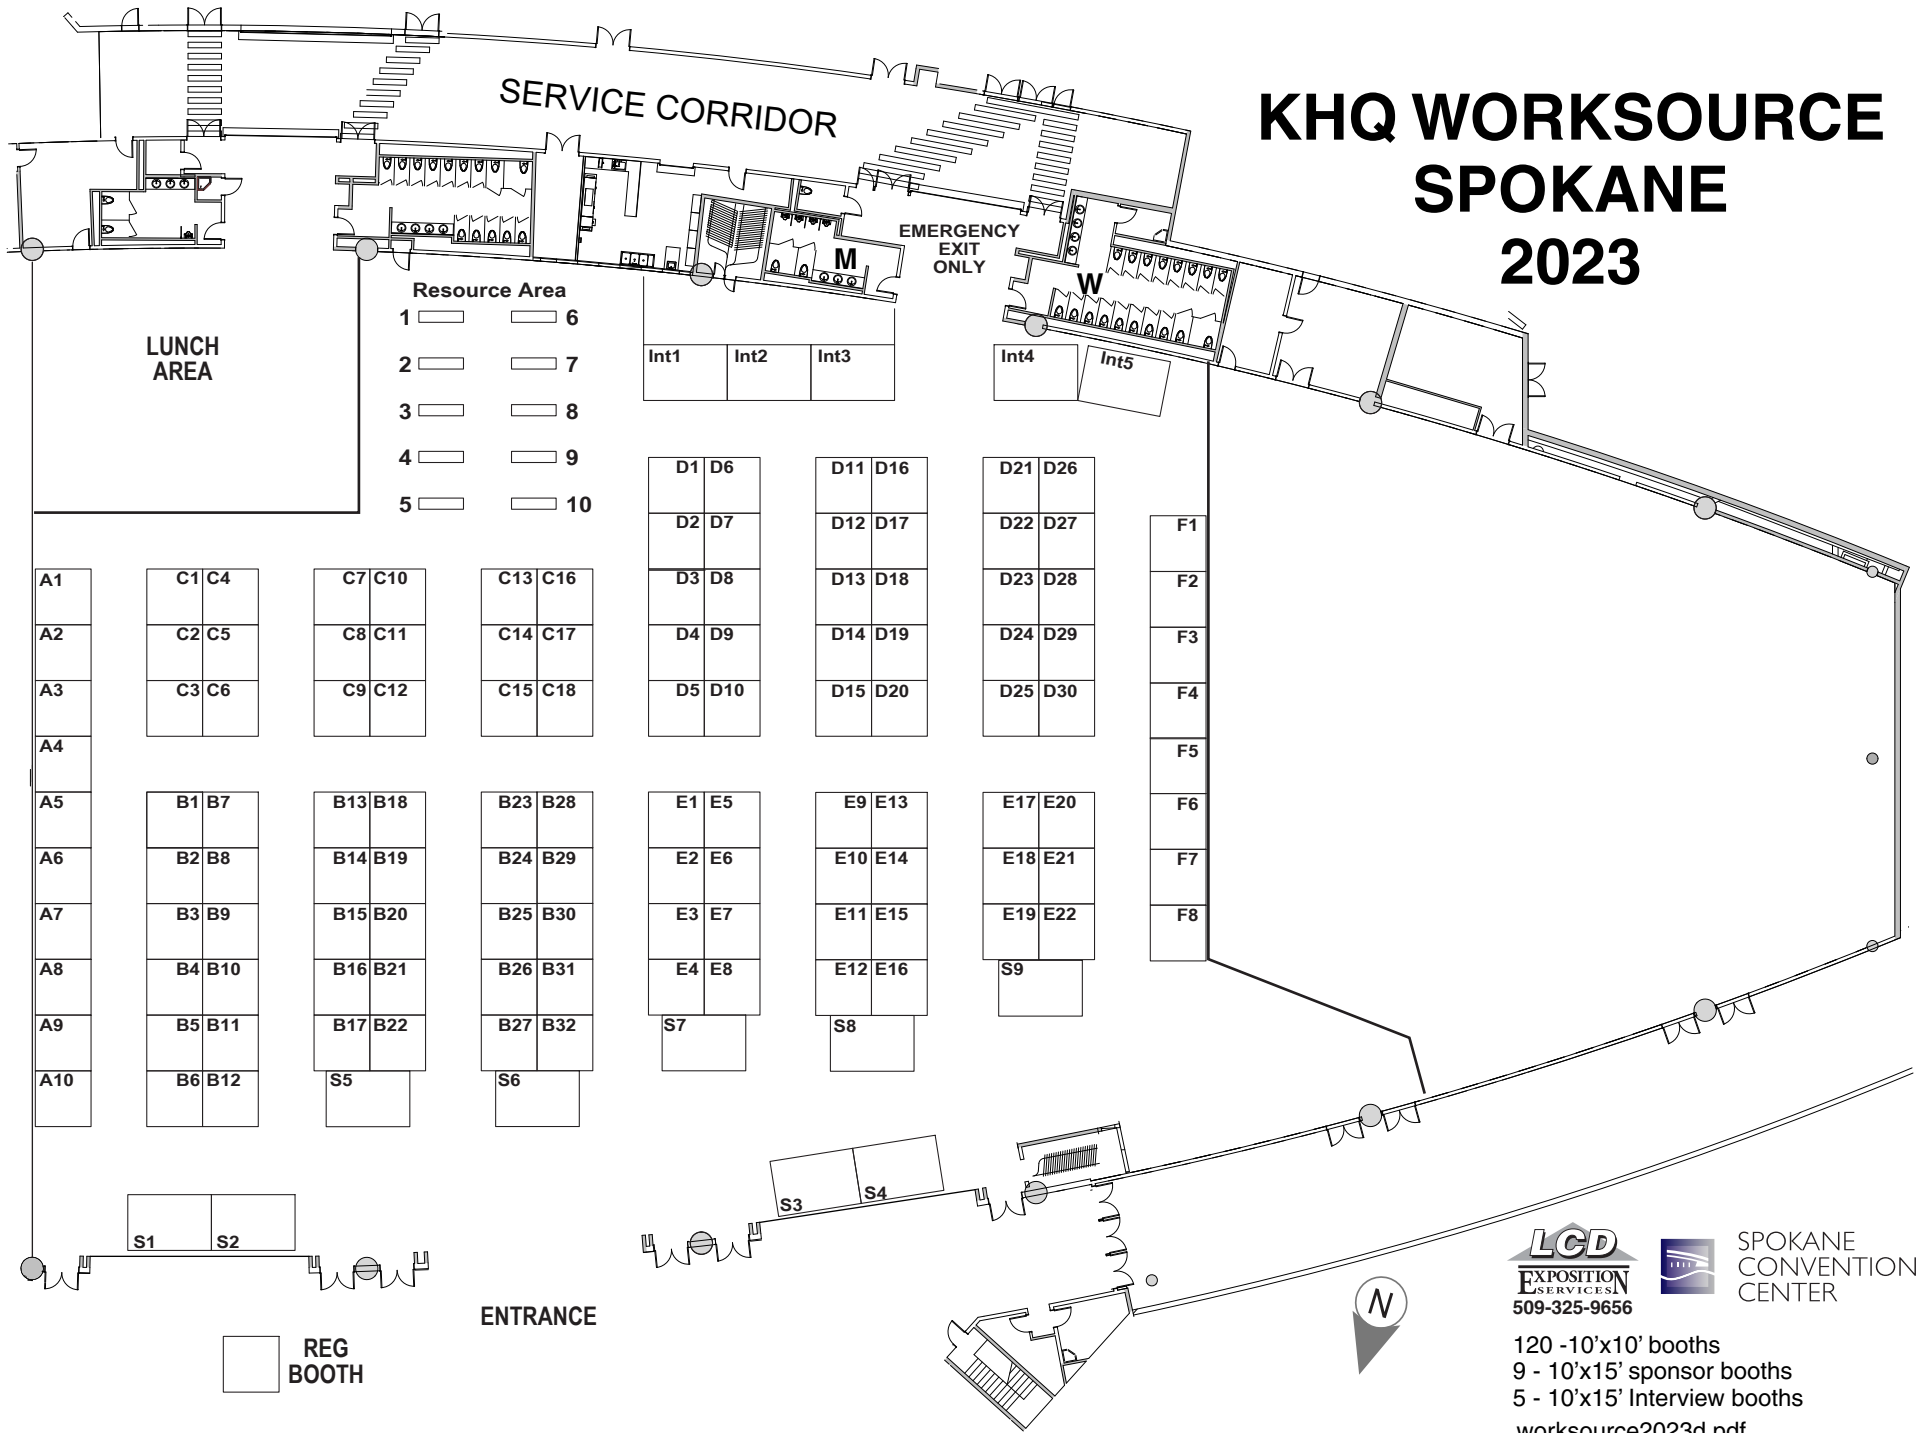 KHQ WORKSOURCE
SPOKANE
2023
SERVICE CORRIDOR
EMERGENCY
EXIT
ONLY
M
W
Resource Area
1 6
2 7
3 8
4 9
5 10
LUNCH
AREA
Int1 Int2 Int3 Int4 Int5
D1 D6 D11 D16 D21 D26
D2 D7 D12 D17 D22 D27
F1
A1 C1 C4 C7 C10 C13 C16 D3 D8 D13 D18 D23 D28 F2
A2 C2 C5 C8 C11 C14 C17 D4 D9 D14 D19 D24 D29 F3
A3 C3 C6 C9 C12 C15 C18 D5 D10 D15 D20 D25 D30 F4
A4 F5
A5 B1 B7 B13 B18 B23 B28 E1 E5 E9 E13 E17 E20 F6
A6 B2 B8 B14 B19 B24 B29 E2 E6 E10 E14 E18 E21 F7
A7 B3 B9 B15 B20 B25 B30 E3 E7 E11 E15 E19 E22 F8
A8 B4 B10 B16 B21 B26 B31 E4 E8 E12 E16 S9
A9 B5 B11 B17 B22 B27 B32 S7 S8
A10 B6 B12 S5 S6
S3 S4
S1 S2
ENTRANCE
REG
BOOTH
N
LCD
EXPOSITION
SERVICES
509-325-9656
SPOKANE
CONVENTION
CENTER
120 -10'x10' booths
9 - 10'x15' sponsor booths
5 - 10'x15' Interview booths
worksource2023d.pdf